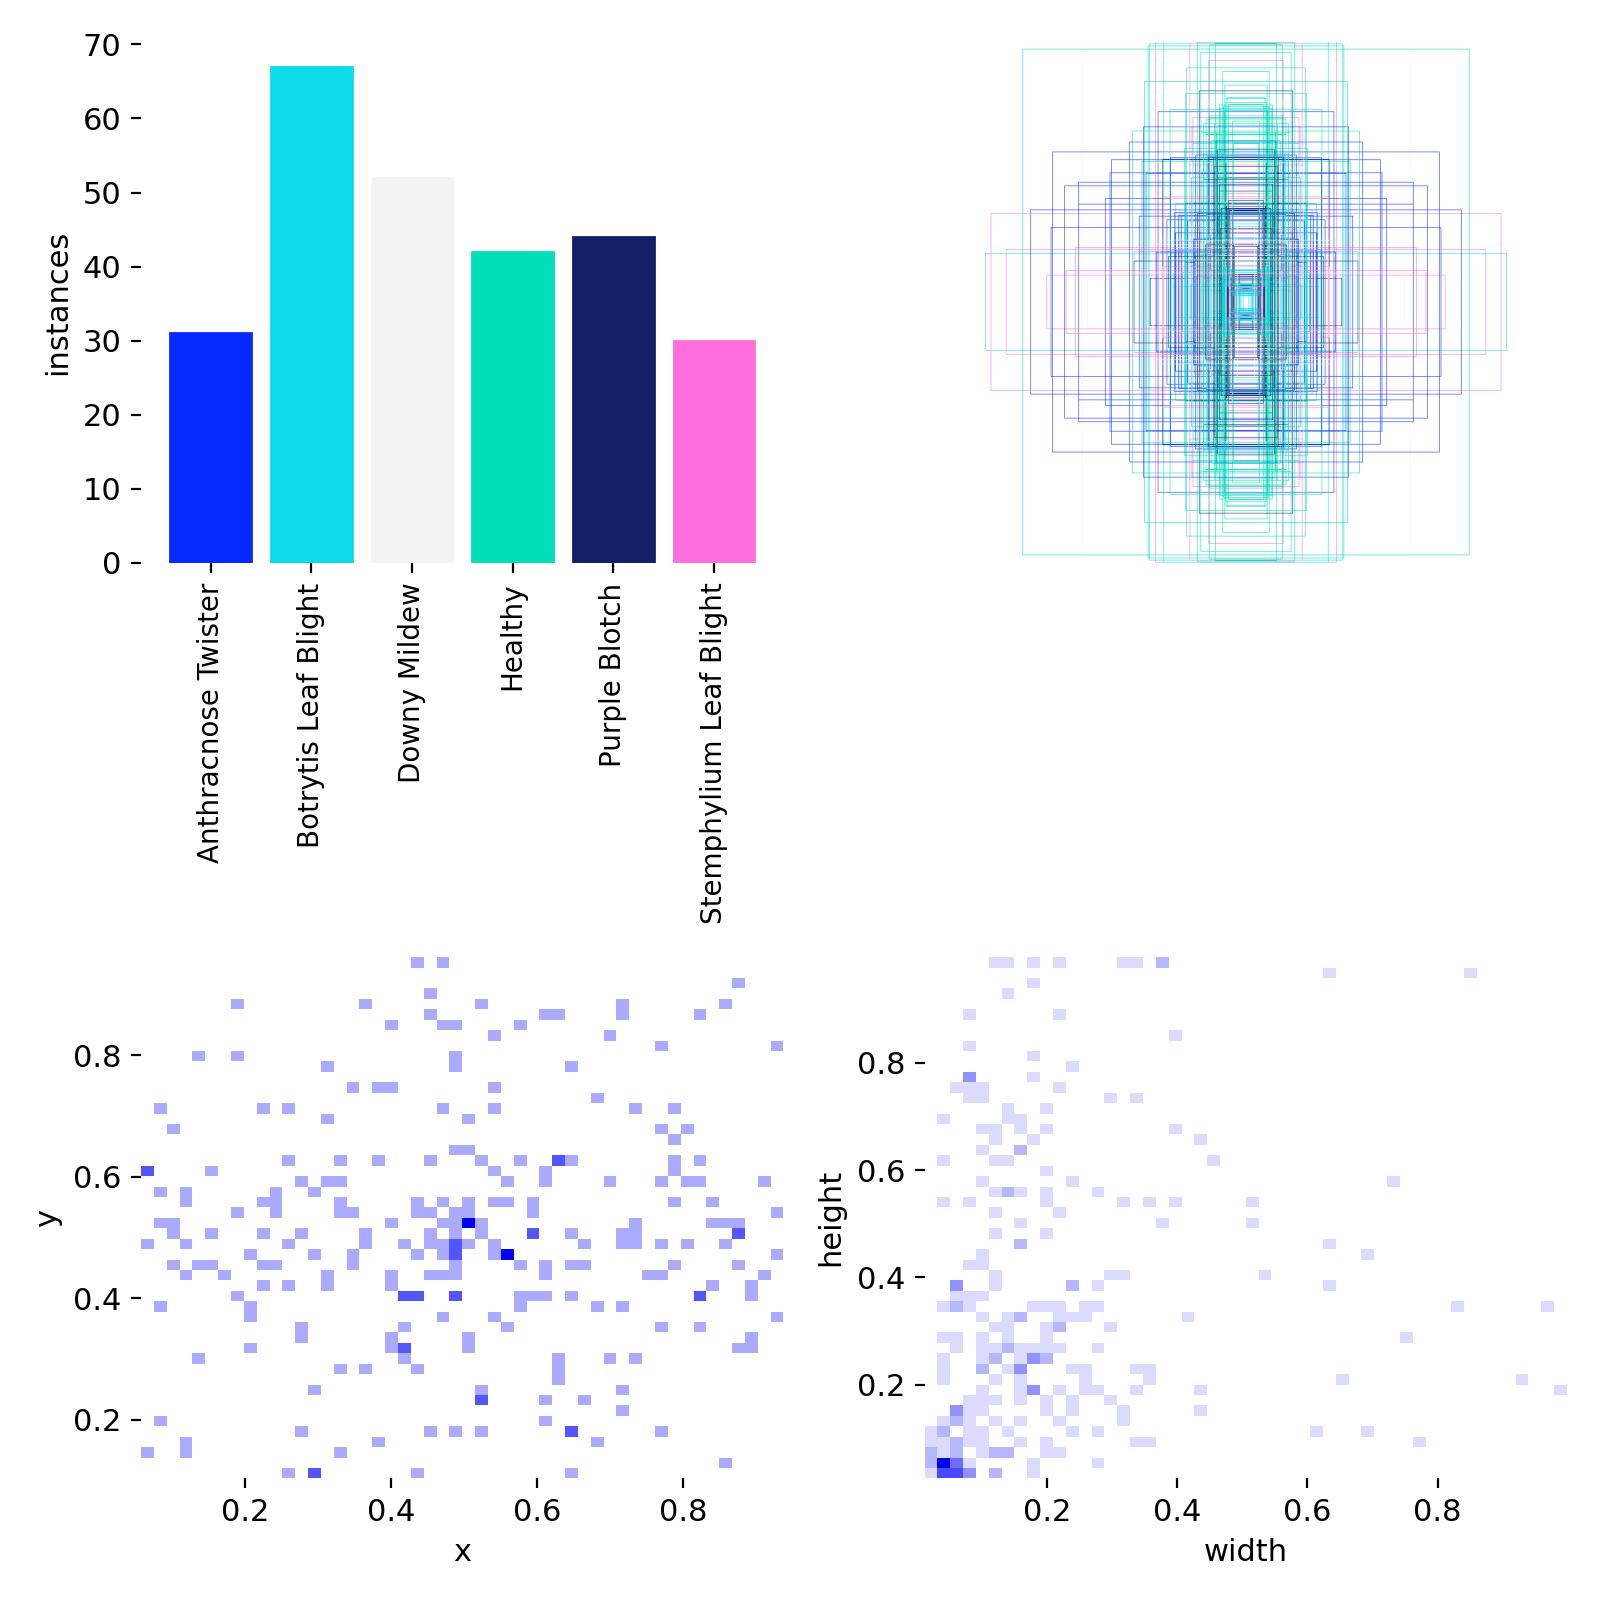 70
60
50
40
30
20
10
0
instances
Anthracnose Twister
Botrytis Leaf Blight
Downy Mildew
Healthy
Purple Blotch
Stemphylium Leaf Blight
0.8
0.6
0.4
0.2
y
0.2 0.4 0.6 0.8
x
0.8
0.6
0.4
0.2
height
0.2 0.4 0.6 0.8
width